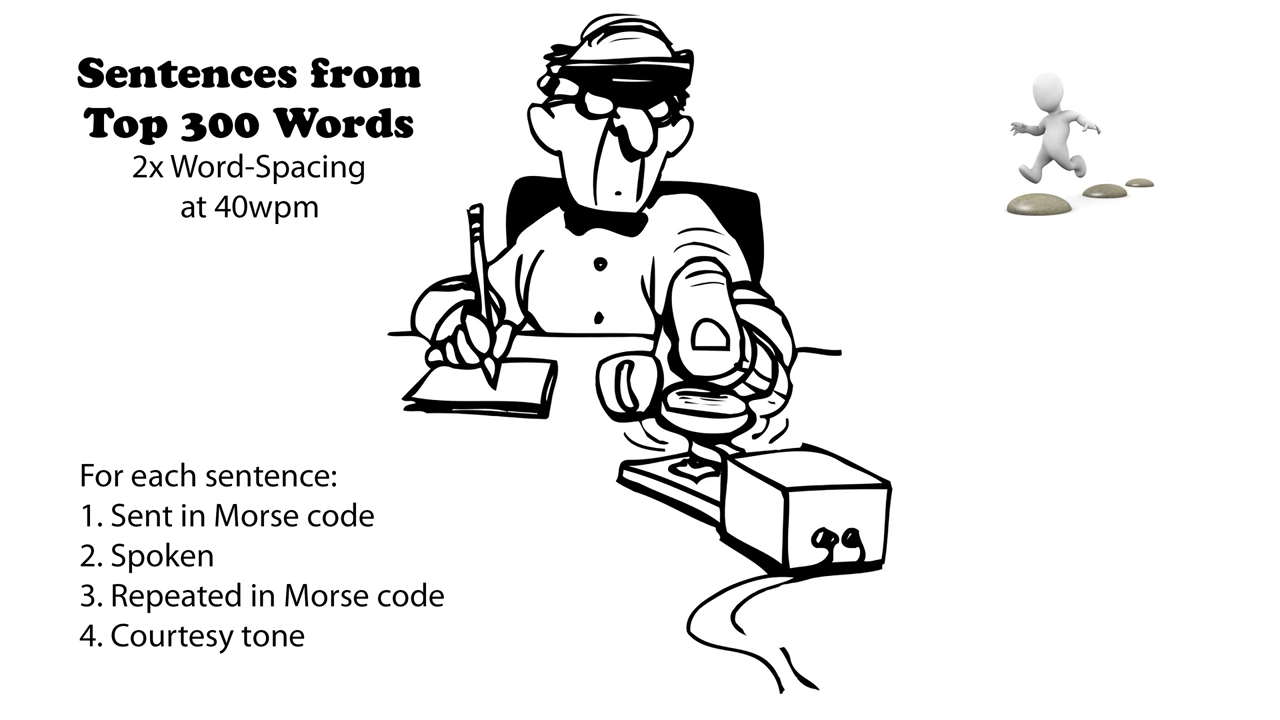 Sentences from
Top 300 Words
2x Word-Spacing
at 40wpm
For each sentence:
1. Sent in Morse code
2. Spoken
3. Repeated in Morse code
4. Courtesy tone